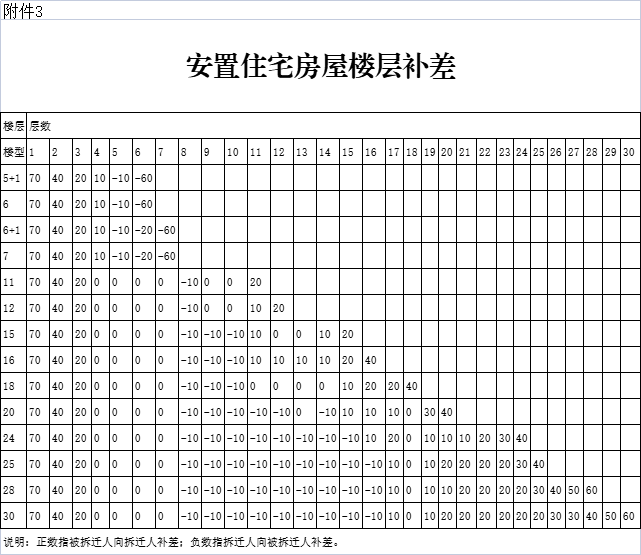 附件3
安置住宅房屋楼层补差
楼层 层数
楼型 1 2 3 4 5 6 7 8 9 10 11 12 13 14 15 16 17 18 19 20 21 22 23 24 25 26 27 28 29 30
5+1 70 40 20 10 -10 -60
6 70 40 20 10 -10 -60
6+1 70 40 20 10 -10 -20 -60
7 70 40 20 10 -10 -20 -60
11 70 40 20 0 0 0 0 -10 0 0 20
12 70 40 20 0 0 0 0 -10 0 0 10 20
15 70 40 20 0 0 0 0 -10 -10 -10 10 0 0 10 20
16 70 40 20 0 0 0 0 -10 -10 -10 10 10 10 10 20 40
18 70 40 20 0 0 0 0 -10 -10 -10 0 0 0 0 10 20 20 40
20 70 40 20 0 0 0 0 -10 -10 -10 -10 -10 0 -10 10 10 10 0 30 40
24 70 40 20 0 0 0 0 -10 -10 -10 -10 -10 -10 -10 -10 10 20 0 10 10 10 20 30 40
25 70 40 20 0 0 0 0 -10 -10 -10 -10 -10 -10 -10 -10 -10 10 0 10 20 20 20 20 30 40
28 70 40 20 0 0 0 0 -10 -10 -10 -10 -10 -10 -10 -10 -10 10 0 10 10 20 20 20 20 30 40 50 60
30 70 40 20 0 0 0 0 -10 -10 -10 -10 -10 -10 -10 -10 -10 10 0 10 20 20 20 20 20 20 30 30 40 50 60
说明：正数指被拆迁人向拆迁人补差；负数指拆迁人向被拆迁人补差。